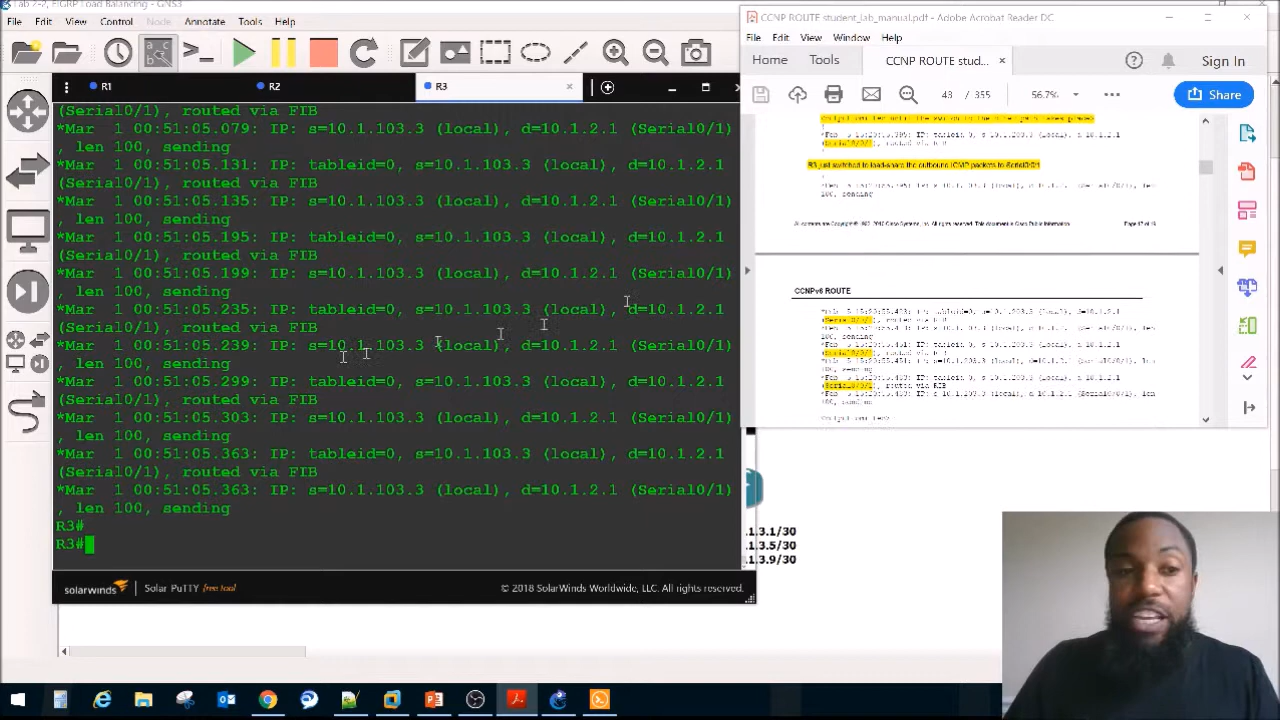 Lab 2-2, EIGRP Load Balancing - GNS3
File Edit View Control Node Annotate Tools Help
R1 R2 R3
(Serial0/1), routed via FIB
*Mar 1 00:51:05.079: IP: s=10.1.103.3 (local), d=10.1.2.1 (Serial0/1)
, len 100, sending
*Mar 1 00:51:05.131: IP: tableid=0, s=10.1.103.3 (local), d=10.1.2.1
(Serial0/1), routed via FIB
*Mar 1 00:51:05.135: IP: s=10.1.103.3 (local), d=10.1.2.1 (Serial0/1)
, len 100, sending
*Mar 1 00:51:05.195: IP: tableid=0, s=10.1.103.3 (local), d=10.1.2.1
(Serial0/1), routed via FIB
*Mar 1 00:51:05.199: IP: s=10.1.103.3 (local), d=10.1.2.1 (Serial0/1)
, len 100, sending
*Mar 1 00:51:05.235: IP: tableid=0, s=10.1.103.3 (local), d=10.1.2.1
(Serial0/1), routed via FIB
*Mar 1 00:51:05.239: IP: s=10.1.103.3 (local), d=10.1.2.1 (Serial0/1)
, len 100, sending
*Mar 1 00:51:05.299: IP: tableid=0, s=10.1.103.3 (local), d=10.1.2.1
(Serial0/1), routed via FIB
*Mar 1 00:51:05.303: IP: s=10.1.103.3 (local), d=10.1.2.1 (Serial0/1)
, len 100, sending
*Mar 1 00:51:05.363: IP: tableid=0, s=10.1.103.3 (local), d=10.1.2.1
(Serial0/1), routed via FIB
*Mar 1 00:51:05.363: IP: s=10.1.103.3 (local), d=10.1.2.1 (Serial0/1)
, len 100, sending
R3#
R3#
solarwinds Solar PuTTY [free tool] © 2018 SolarWinds Worldwide, LLC. All rights reserved.
CCNP ROUTE student_lab_manual.pdf - Adobe Acrobat Reader DC
File Edit View Window Help
Home Tools CCNP ROUTE stud... Sign In
43 / 355 56.7% Share
R3 just switched to load-share the outbound ICMP packets to Serial0/0/1
CCNPv6 ROUTE
.1.3.1/30
.1.3.5/30
.1.3.9/30